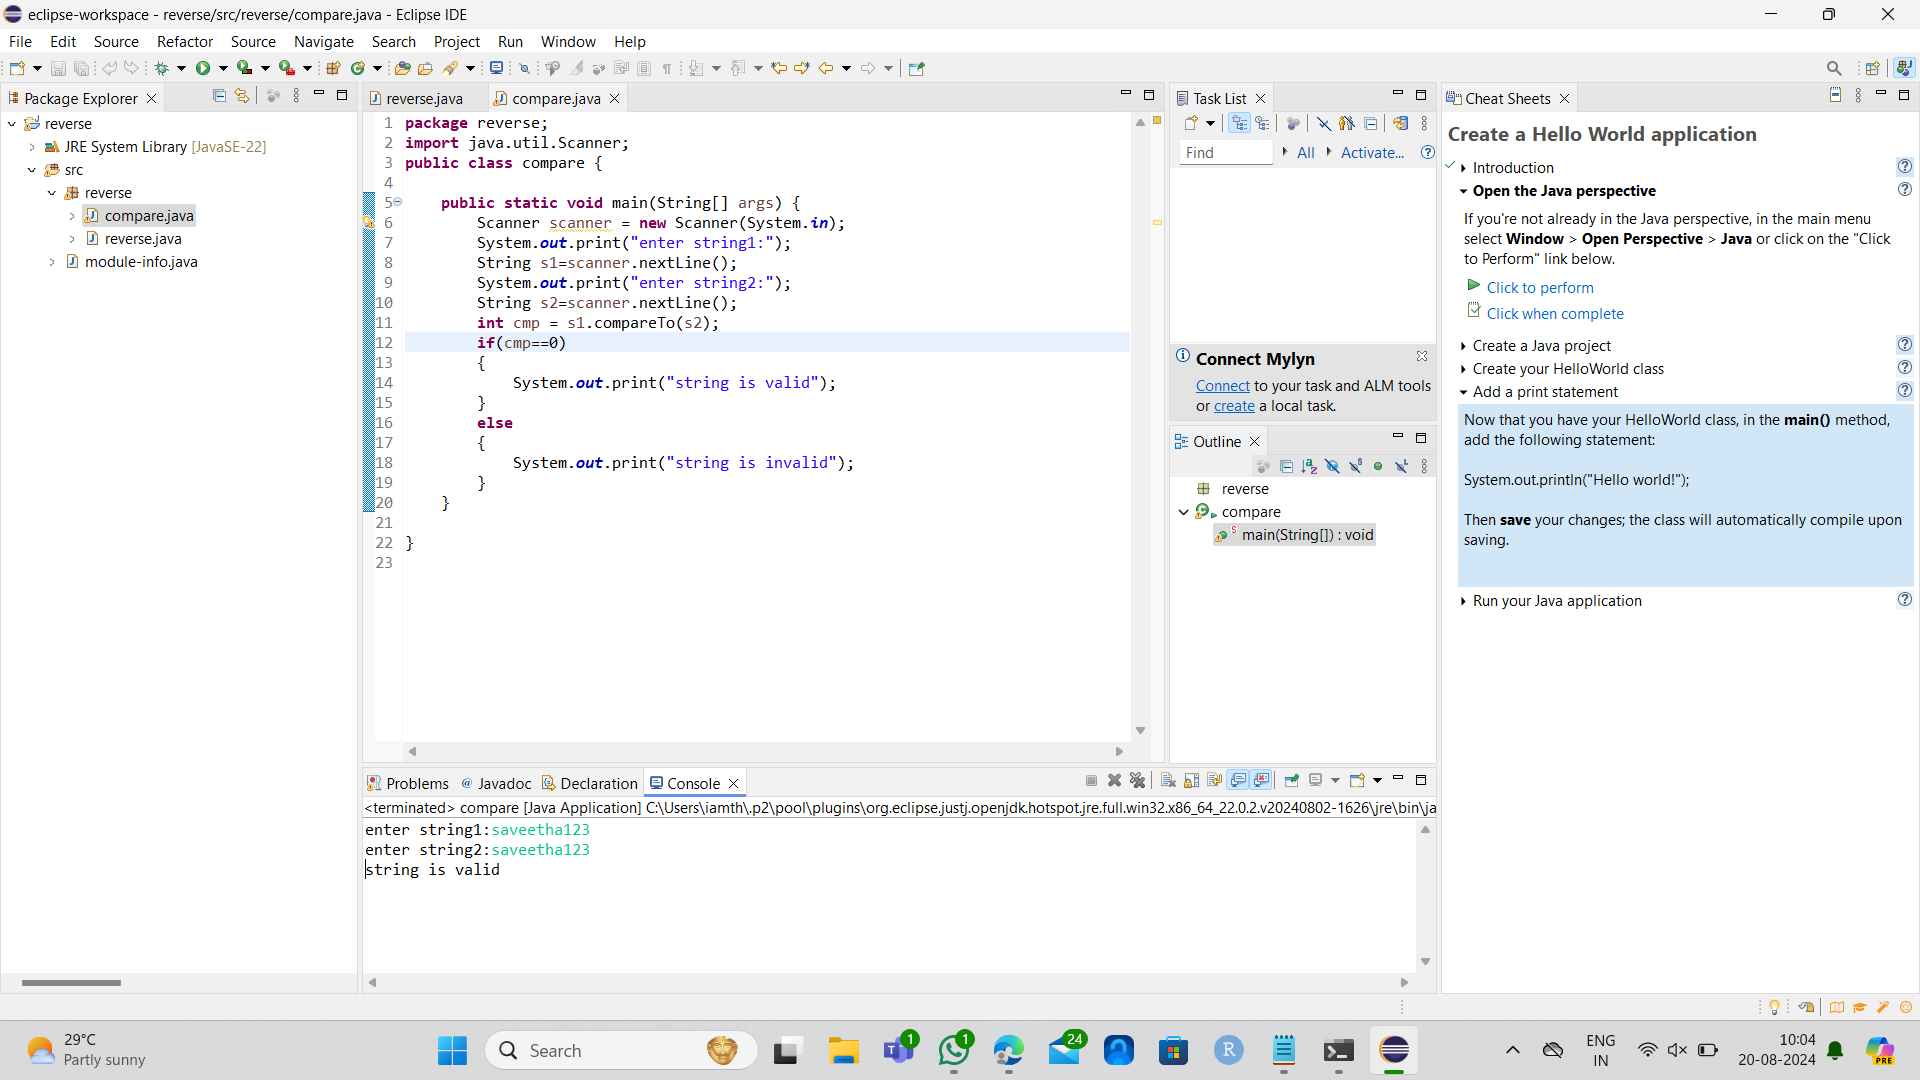 eclipse-workspace - reverse/src/reverse/compare.java - Eclipse IDE
File Edit Source Refactor Source Navigate Search Project Run Window Help
Package Explorer
reverse
JRE System Library [JavaSE-22]
src
reverse
compare.java
reverse.java
module-info.java
reverse.java compare.java
1 package reverse;
2 import java.util.Scanner;
3 public class compare {
4
5 public static void main(String[] args) {
6 Scanner scanner = new Scanner(System.in);
7 System.out.print("enter string1:");
8 String s1=scanner.nextLine();
9 System.out.print("enter string2:");
10 String s2=scanner.nextLine();
11 int cmp = s1.compareTo(s2);
12 if(cmp==0)
13 {
14 System.out.print("string is valid");
15 }
16 else
17 {
18 System.out.print("string is invalid");
19 }
20 }
21
22 }
23
Task List
Find All Activate...
Connect Mylyn
Connect to your task and ALM tools
or create a local task.
Outline
reverse
compare
main(String[]) : void
Cheat Sheets
Create a Hello World application
Introduction
Open the Java perspective
If you're not already in the Java perspective, in the main menu
select Window > Open Perspective > Java or click on the "Click
to Perform" link below.
Click to perform
Click when complete
Create a Java project
Create your HelloWorld class
Add a print statement
Now that you have your HelloWorld class, in the main() method,
add the following statement:
System.out.println("Hello world!");
Then save your changes; the class will automatically compile upon
saving.
Run your Java application
Problems Javadoc Declaration Console
<terminated> compare [Java Application] C:\Users\iamth\.p2\pool\plugins\org.eclipse.justj.openjdk.hotspot.jre.full.win32.x86_64_22.0.2.v20240802-1626\jre\bin\ja
enter string1:saveetha123
enter string2:saveetha123
string is valid
29°C
Partly sunny
Search
1
1
24
R
ENG
IN
10:04
20-08-2024
PRE